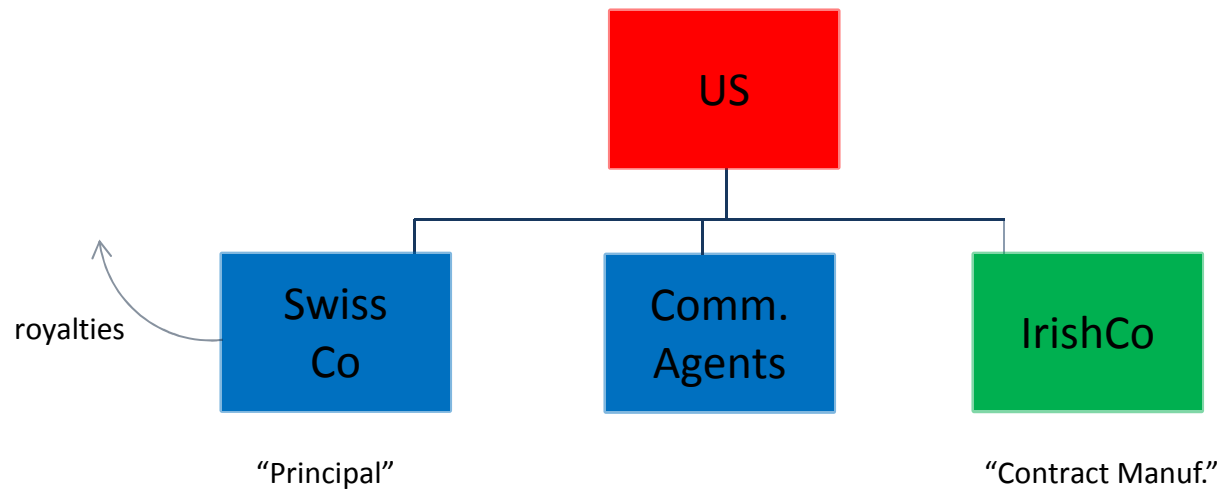 US
royalties
Swiss
Co
Comm.
Agents
IrishCo
“Principal”
“Contract Manuf.”